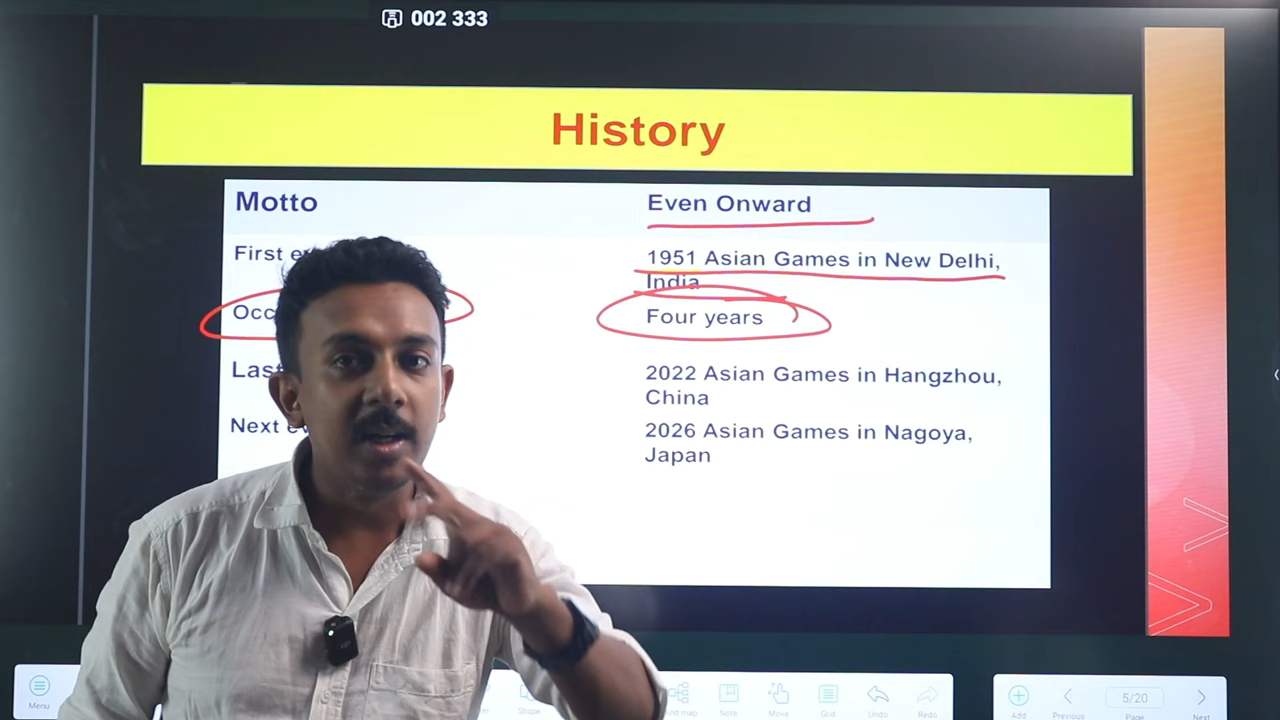 002 333
History
Motto Even Onward
First 1951 Asian Games in New Delhi,
India
Four years
Last 2022 Asian Games in Hangzhou,
China
Next 2026 Asian Games in Nagoya,
Japan
Menu
Note
Move
Grid
Undo
Redo
Add
Previous
5/20
Page
Next